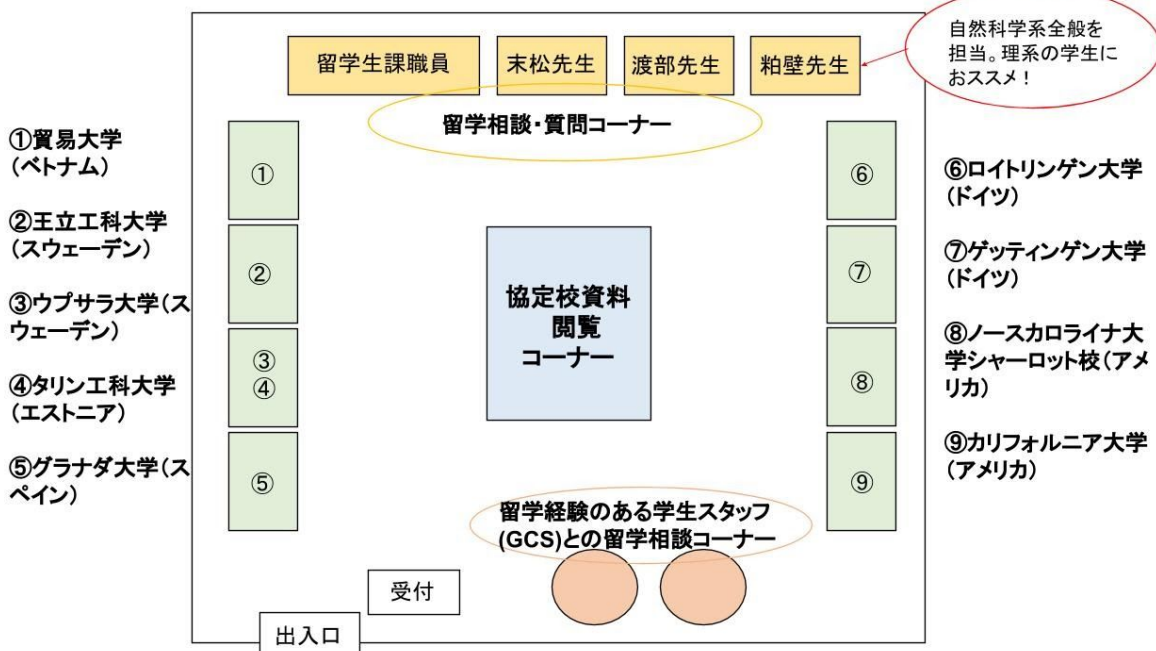 留学生課職員
末松先生
渡部先生
粕壁先生
自然科学系全般を
担当。理系の学生に
おススメ！
留学相談・質問コーナー
①貿易大学
(ベトナム)
②王立工科大学
(スウェーデン)
③ウプサラ大学(ス
ウェーデン)
④タリン工科大学
(エストニア)
⑤グラナダ大学(ス
ペイン)
①
②
③
④
⑤
協定校資料
閲覧
コーナー
⑥
⑦
⑧
⑨
⑥ロイトリンゲン大学
(ドイツ)
⑦ゲッティンゲン大学
(ドイツ)
⑧ノースカロライナ大
学シャーロット校(アメ
リカ)
⑨カリフォルニア大学
(アメリカ)
留学経験のある学生スタッフ
(GCS)との留学相談コーナー
受付
出入口